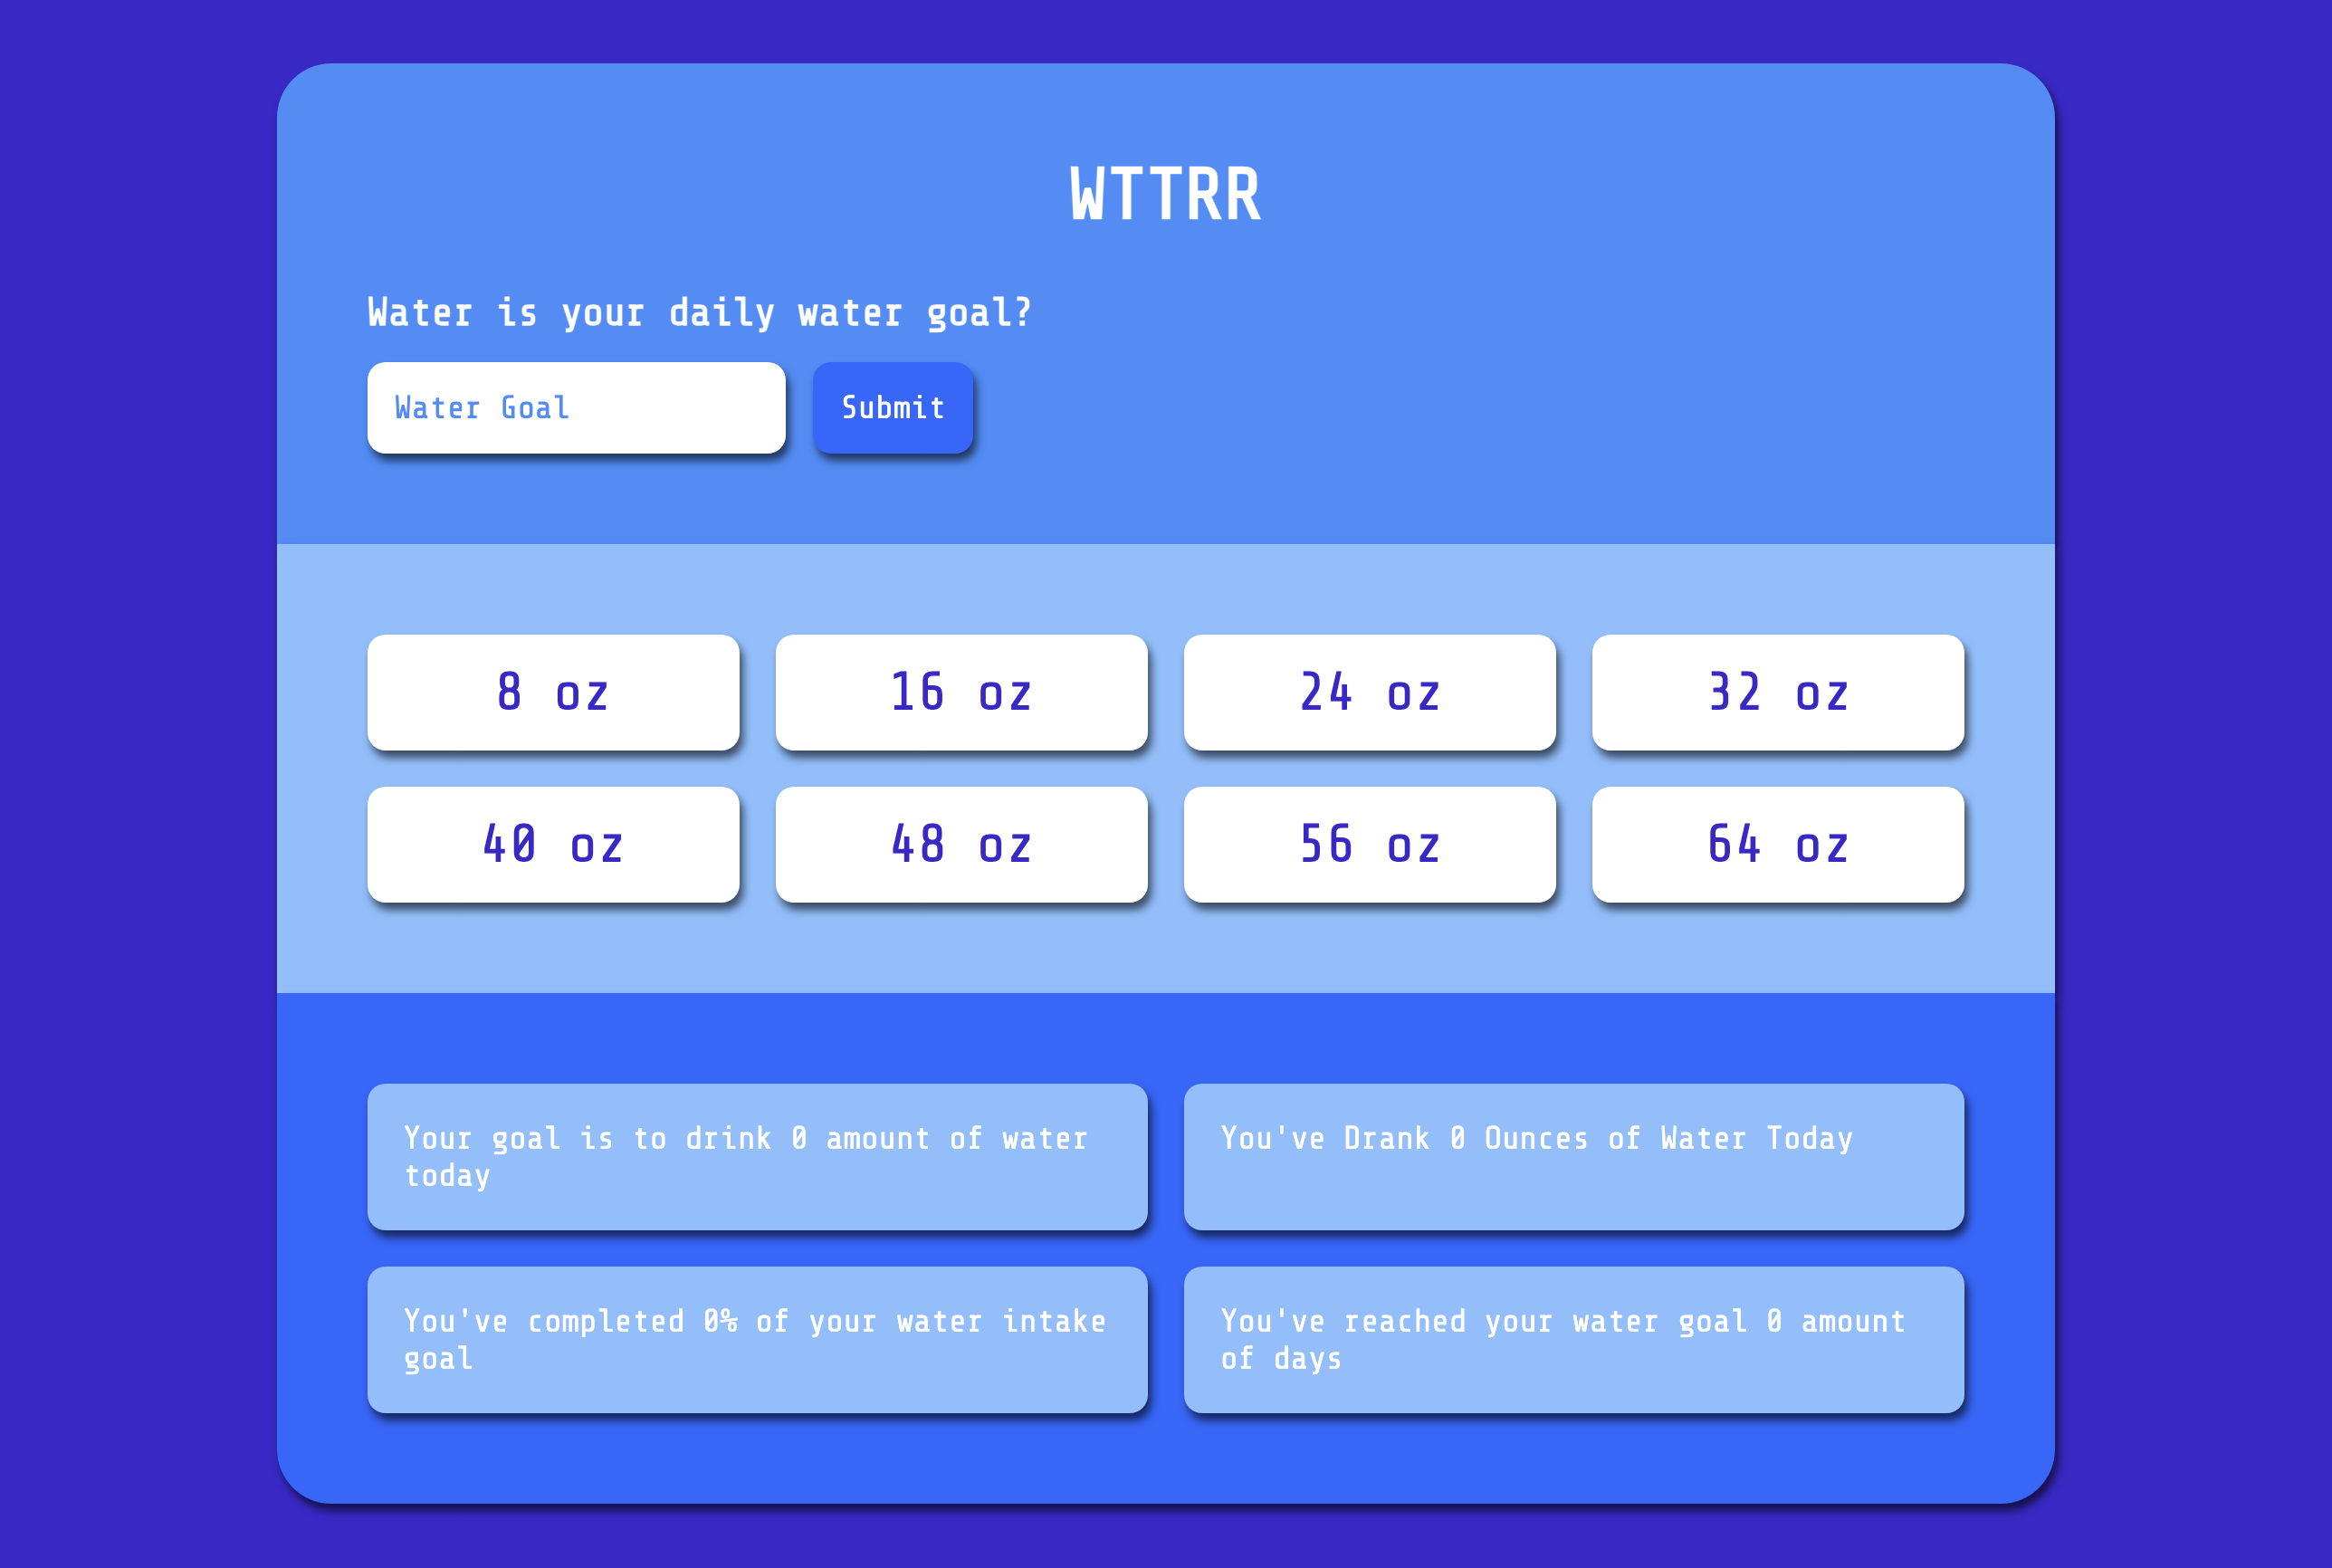 WTTRR
Water is your daily water goal?
Water Goal
Submit
8 oz
16 oz
24 oz
32 oz
40 oz
48 oz
56 oz
64 oz
Your goal is to drink 0 amount of water
today
You've Drank 0 Ounces of Water Today
You've completed 0% of your water intake
goal
You've reached your water goal 0 amount
of days